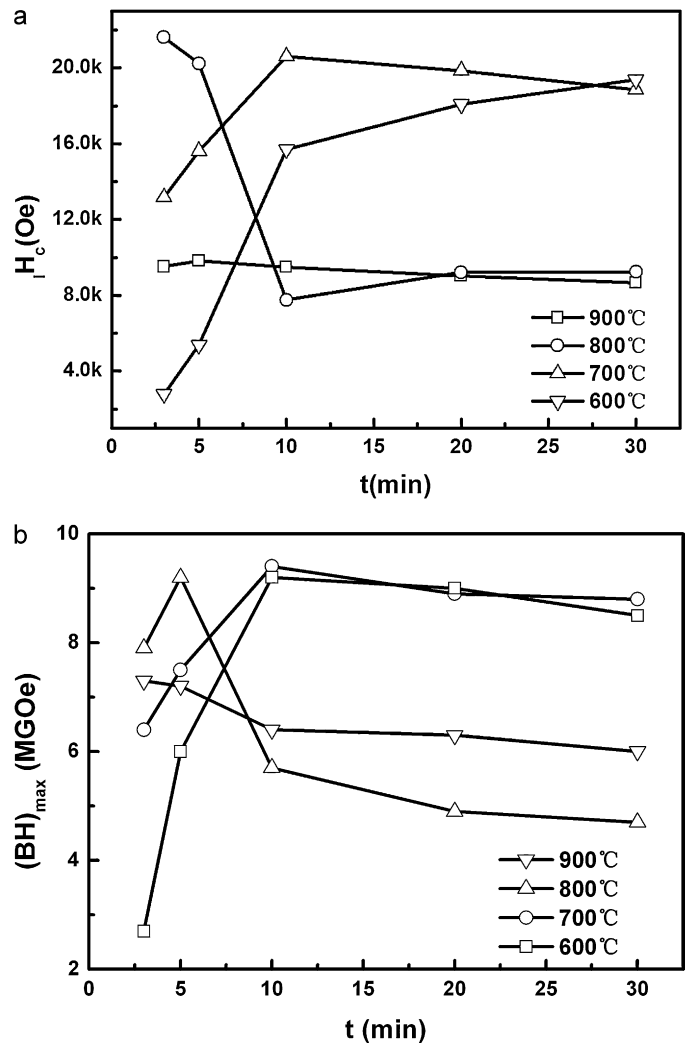 a
20.0k
16.0k
12.0k
8.0k
4.0k
IHc(Oe)
900℃
800℃
700℃
600℃
0 5 10 15 20 25 30
t(min)
b
10
8
6
4
2
(BH)max (MGOe)
900℃
800℃
700℃
600℃
0 5 10 15 20 25 30
t (min)